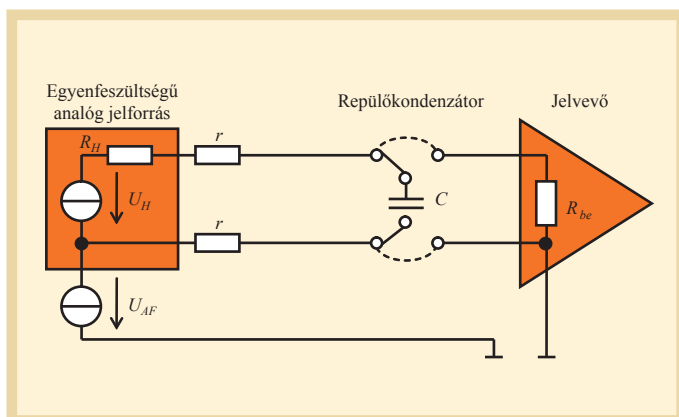 Egyenfeszültségű
analóg jelforrás
Repülőkondenzátor
Jelvevő
R_H
r
U_H
C
R_be
r
U_AF